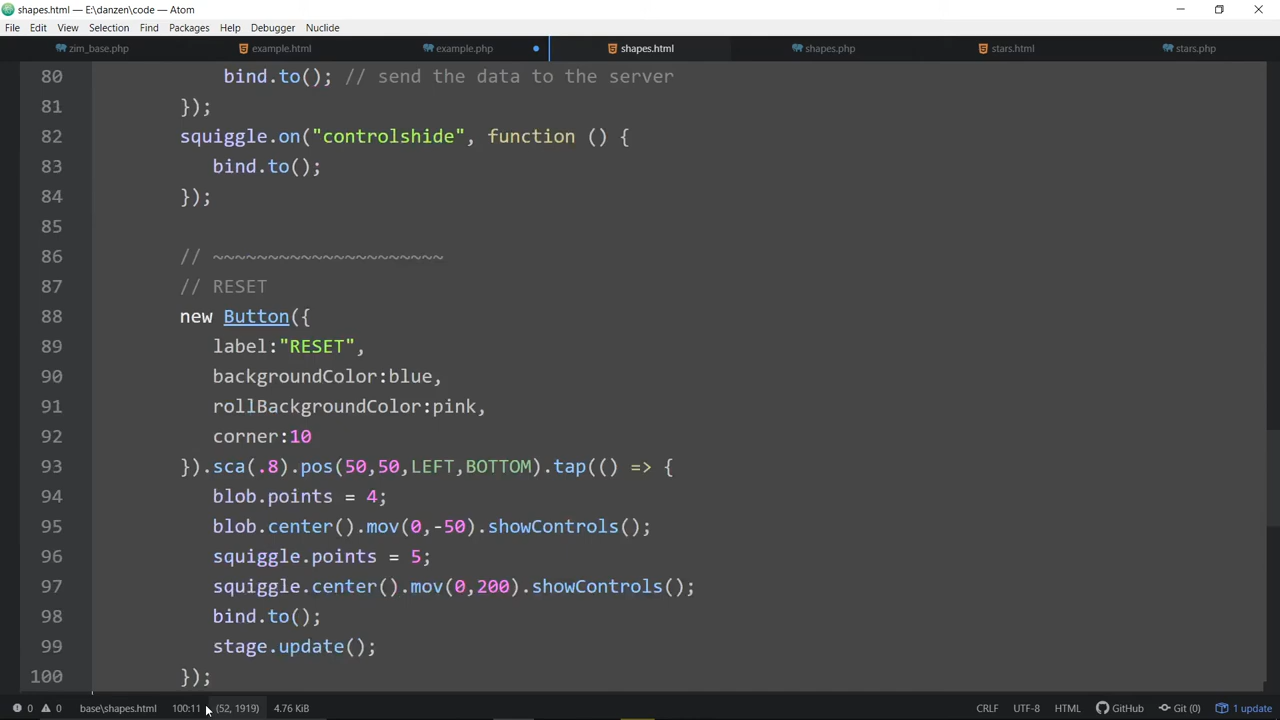 shapes.html — E:\danzen\code — Atom
File Edit View Selection Find Packages Help Debugger Nuclide
zim_base.php example.html example.php shapes.html shapes.php stars.html stars.php
80 bind.to(); // send the data to the server
81 });
82 squiggle.on("controlshide", function () {
83 bind.to();
84 });
85
86 // ~~~~~~~~~~~~~~~~~~~~~
87 // RESET
88 new Button({
89 label:"RESET",
90 backgroundColor:blue,
91 rollBackgroundColor:pink,
92 corner:10
93 }).sca(.8).pos(50,50,LEFT,BOTTOM).tap(() => {
94 blob.points = 4;
95 blob.center().mov(0,-50).showControls();
96 squiggle.points = 5;
97 squiggle.center().mov(0,200).showControls();
98 bind.to();
99 stage.update();
100 });
0 0 base\shapes.html 100:11 (52, 1919) 4.76 KiB CRLF UTF-8 HTML GitHub Git (0) 1 update